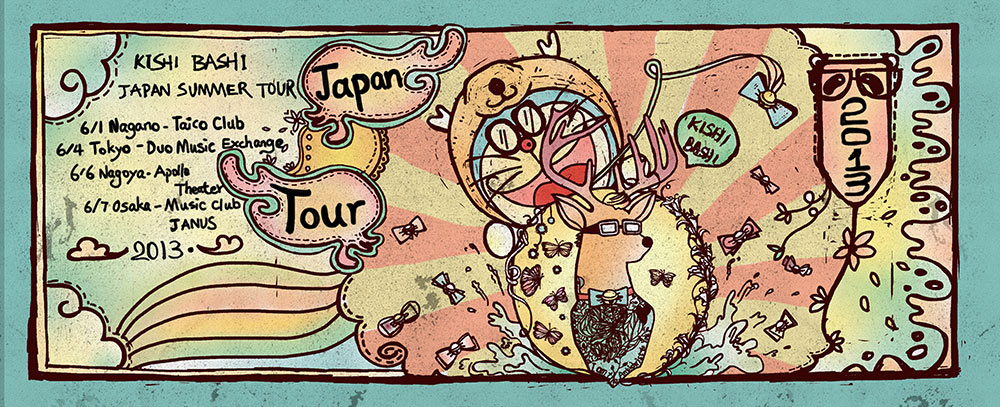 KISHI BASHI
JAPAN SUMMER TOUR
6/1 Nagano - Taico Club
6/4 Tokyo - Duo Music Exchange,
6/6 Nagoya - Apollo
Theater
6/7 Osaka - Music Club
JANUS
2013.
Japan
Tour
KISHI
BASHI
2013